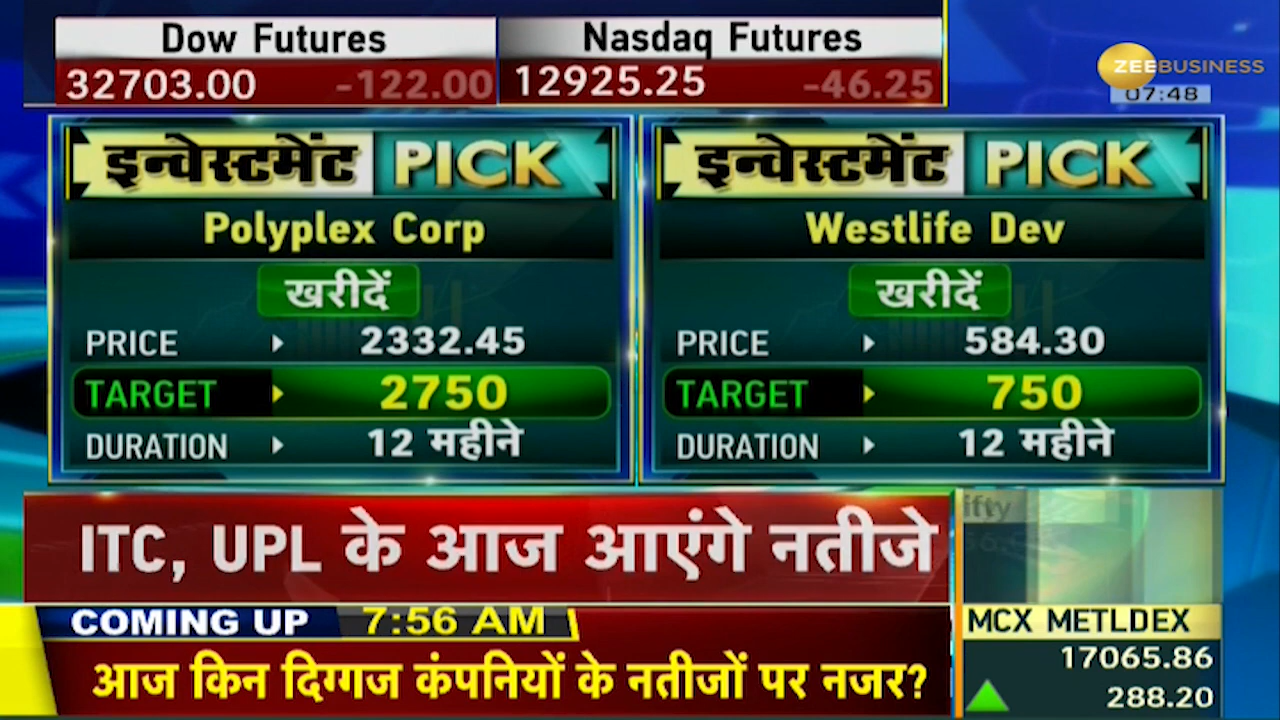 Dow Futures
32703.00 -122.00
Nasdaq Futures
12925.25 -46.25
ZEEBUSINESS
07:48
इन्वेस्टमेंट PICK
Polyplex Corp
खरीदें
PRICE 2332.45
TARGET 2750
DURATION 12 महीने
इन्वेस्टमेंट PICK
Westlife Dev
खरीदें
PRICE 584.30
TARGET 750
DURATION 12 महीने
ITC, UPL के आज आएंगे नतीजे
COMING UP 7:56 AM
आज किन दिग्गज कंपनियों के नतीजों पर नजर?
MCX METLDEX
17065.86
288.20